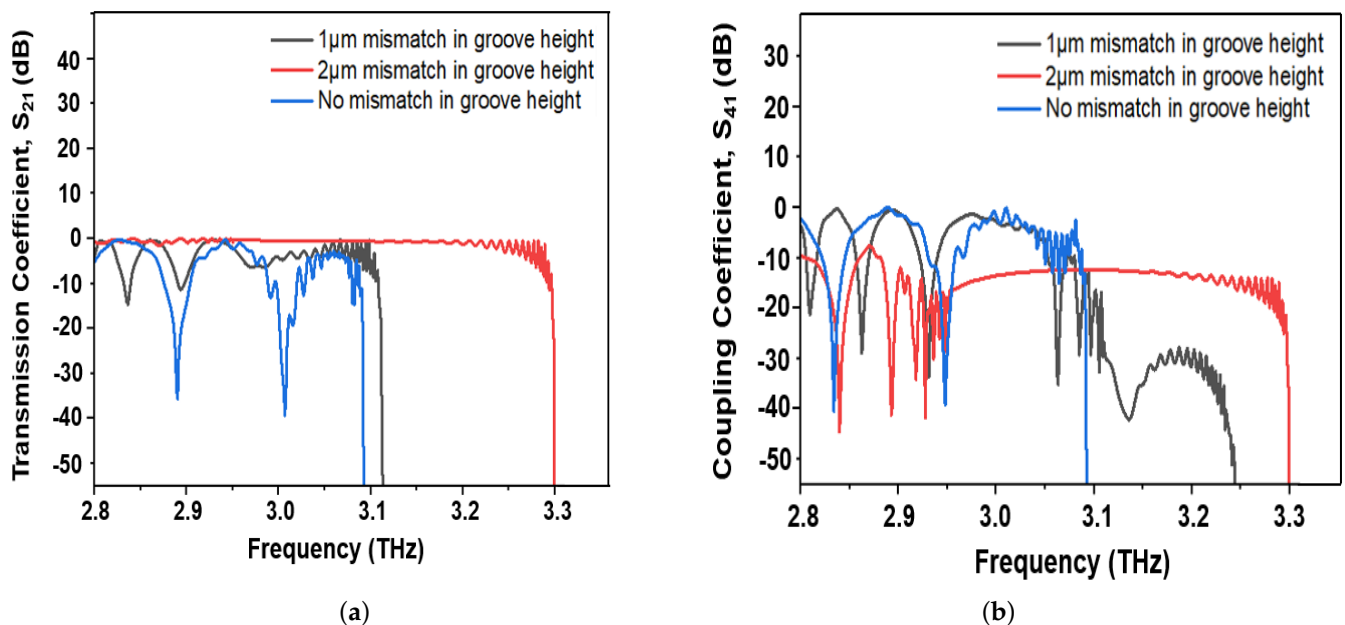 1μm mismatch in groove height
2μm mismatch in groove height
No mismatch in groove height
Transmission Coefficient, S21 (dB)
40
30
20
10
0
-10
-20
-30
-40
-50
2.8 2.9 3.0 3.1 3.2 3.3
Frequency (THz)
(a)
1μm mismatch in groove height
2μm mismatch in groove height
No mismatch in groove height
Coupling Coefficient, S41 (dB)
30
20
10
0
-10
-20
-30
-40
-50
2.8 2.9 3.0 3.1 3.2 3.3
Frequency (THz)
(b)